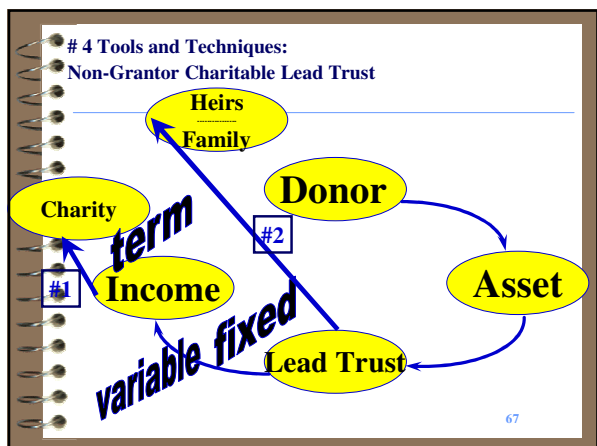 # 4 Tools and Techniques:
Non-Grantor Charitable Lead Trust
Heirs
Family
Donor
Charity
term
#2
#1
Income
Asset
variable fixed
Lead Trust
67